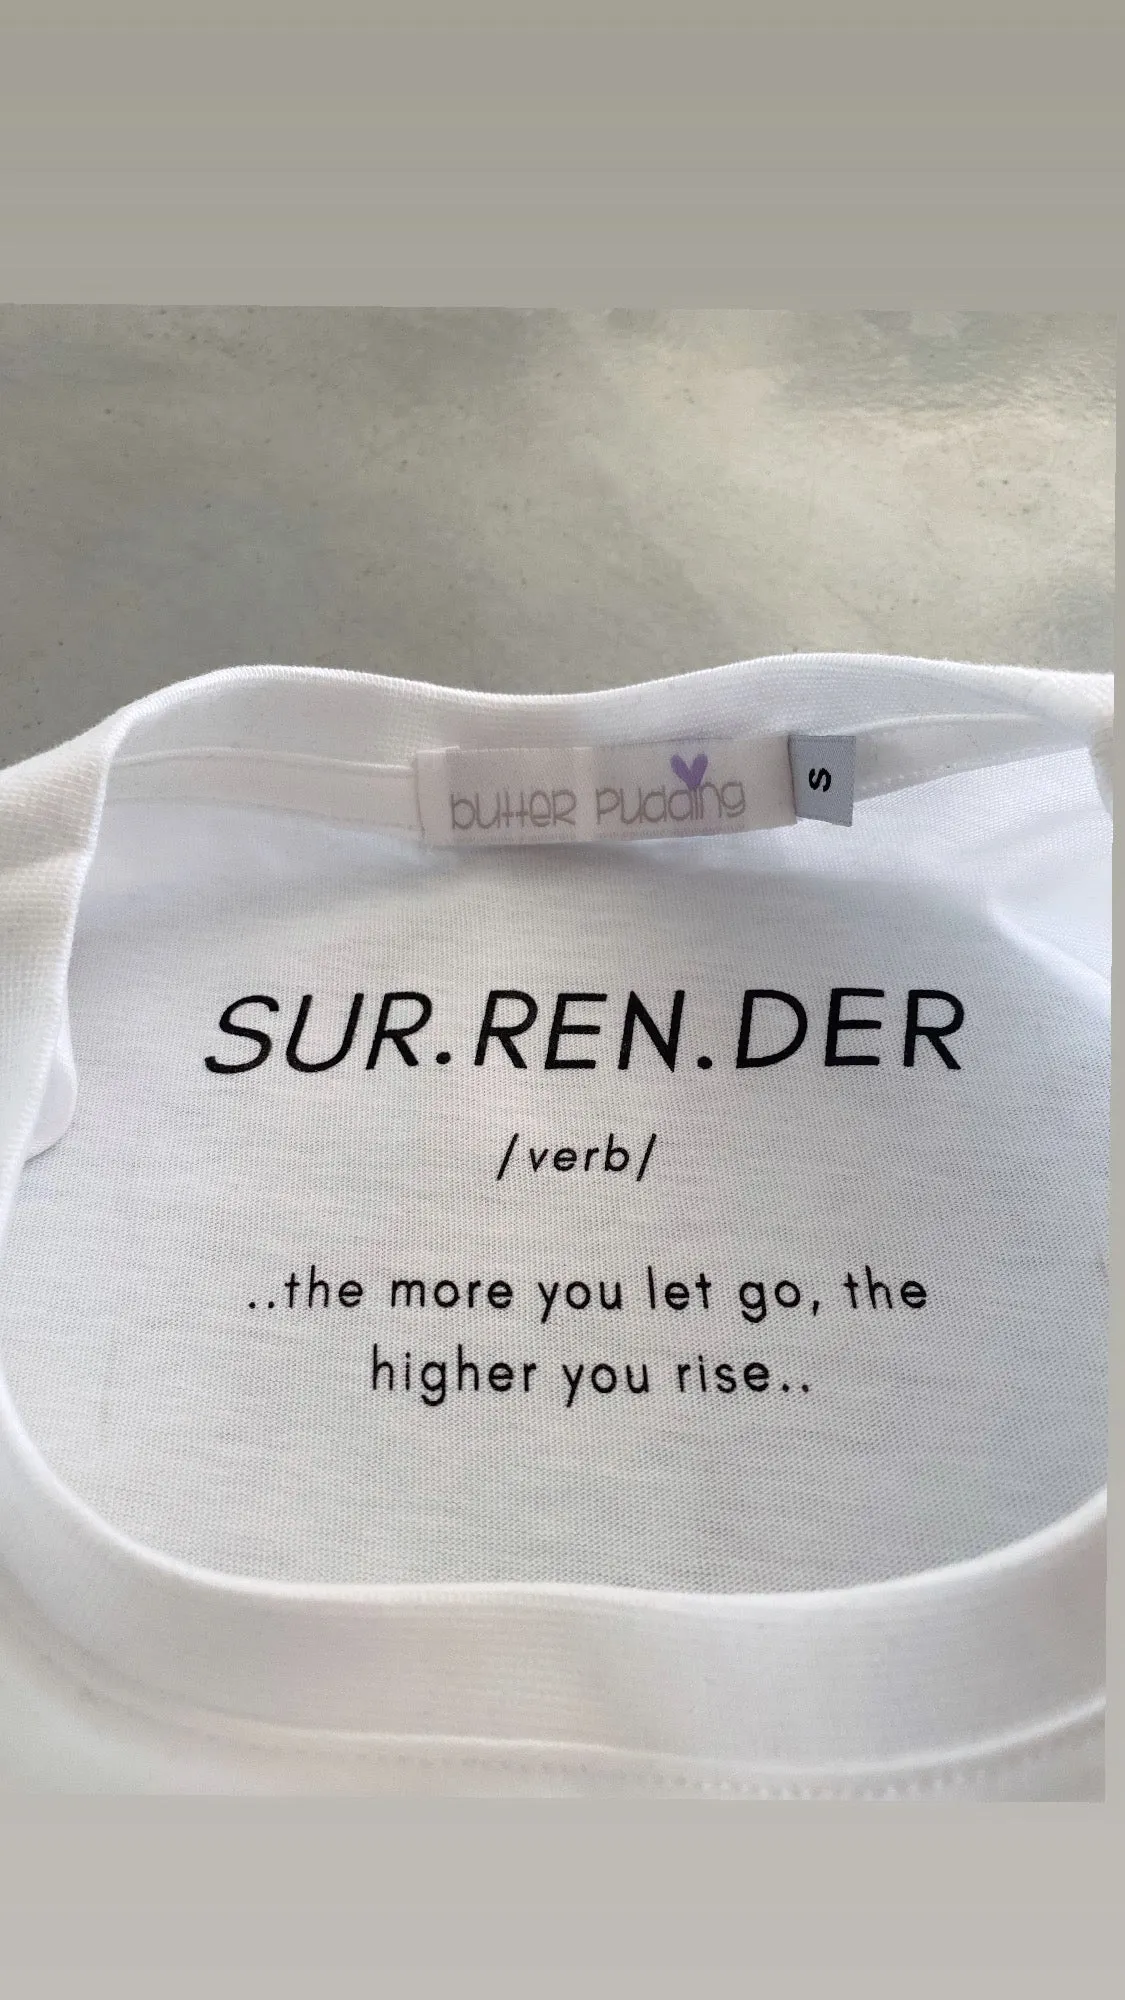 butter pudding
S
SUR.REN.DER
/verb/
..the more you let go, the
higher you rise..